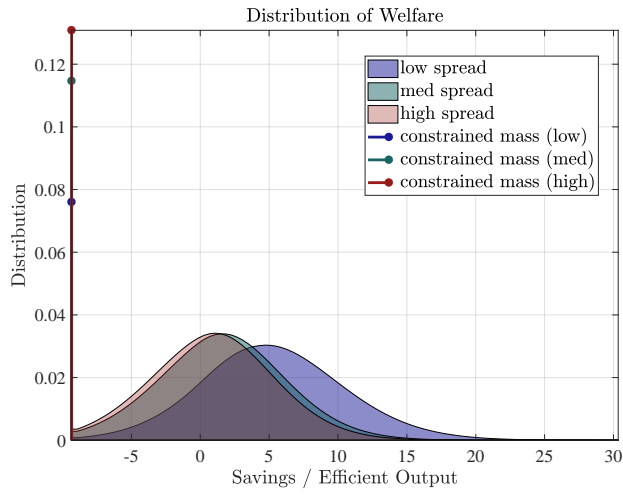 Distribution of Welfare
0.12
0.1
0.08
0.06
0.04
0.02
0
Distribution
low spread
med spread
high spread
constrained mass (low)
constrained mass (med)
constrained mass (high)
-5 0 5 10 15 20 25 30
Savings / Efficient Output